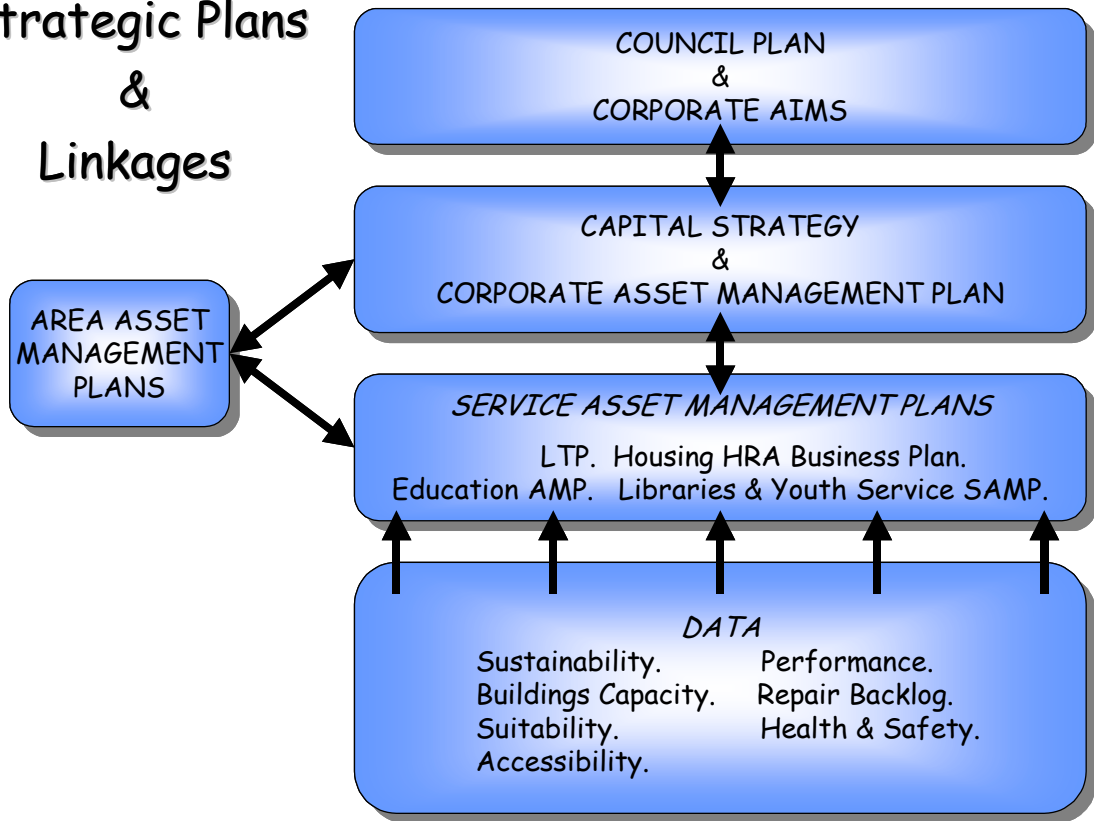 trategic Plans
&
Linkages
COUNCIL PLAN
&
CORPORATE AIMS
CAPITAL STRATEGY
&
CORPORATE ASSET MANAGEMENT PLAN
AREA ASSET
MANAGEMENT
PLANS
SERVICE ASSET MANAGEMENT PLANS
LTP. Housing HRA Business Plan.
Education AMP. Libraries & Youth Service SAMP.
DATA
Sustainability. Performance.
Buildings Capacity. Repair Backlog.
Suitability. Health & Safety.
Accessibility.